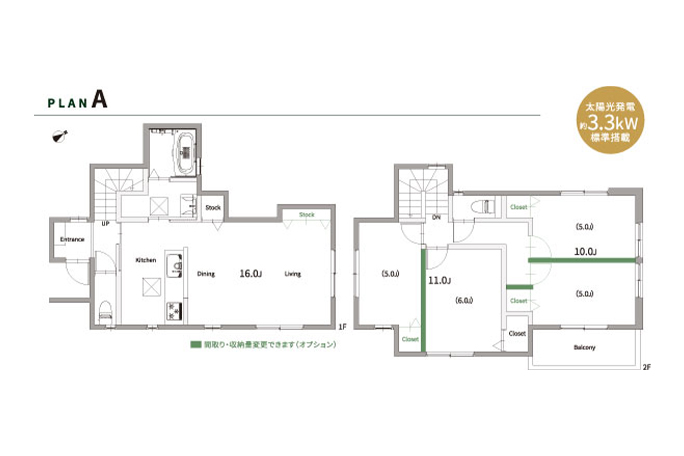 PLAN A
太陽光発電
約3.3kW
標準搭載
Stock
Stock
UP
Entrance
Kitchen
Dining
16.0J
Living
1F
間取り・収納量変更できます（オプション）
DN
Closet
(5.0J)
10.0J
(5.0J)
11.0J
(6.0J)
(5.0J)
Closet
Closet
Closet
Balcony
2F